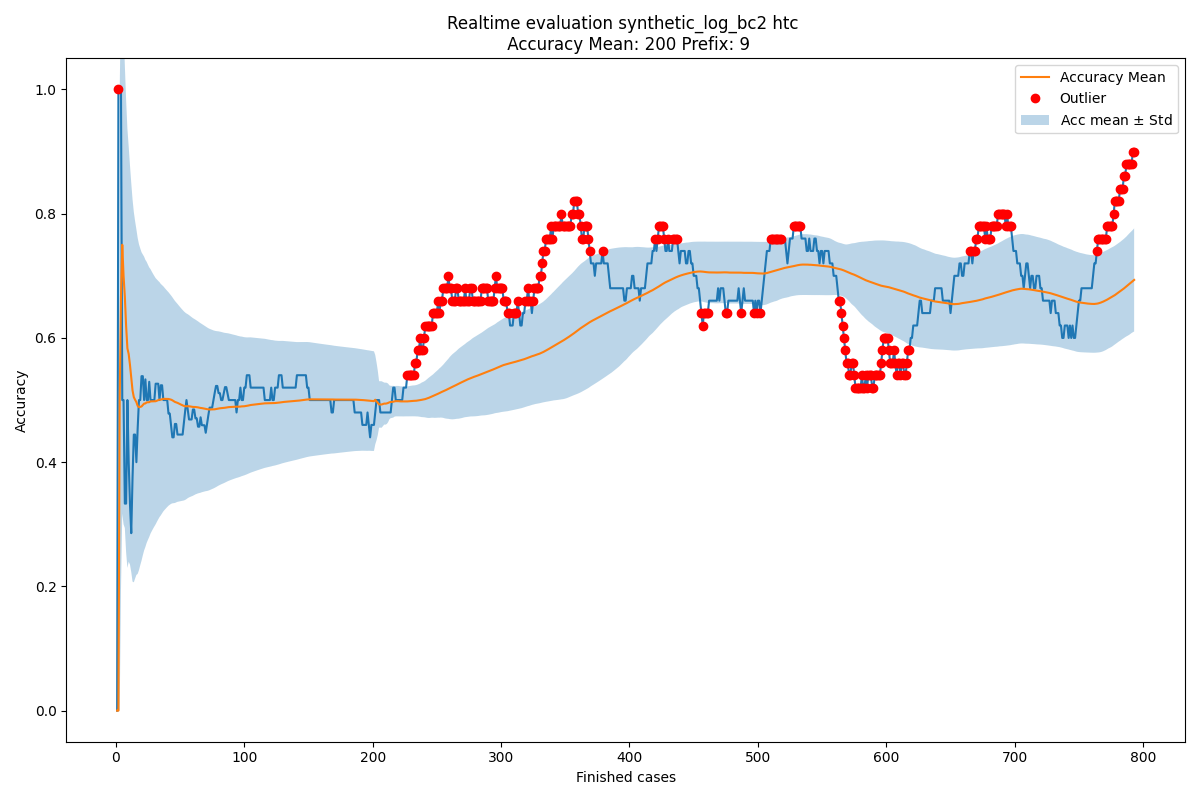 Realtime evaluation synthetic_log_bc2 htc
Accuracy Mean: 200 Prefix: 9
Accuracy Mean
Outlier
Acc mean ± Std
1.0
0.8
0.6
0.4
0.2
0.0
Accuracy
0 100 200 300 400 500 600 700 800
Finished cases